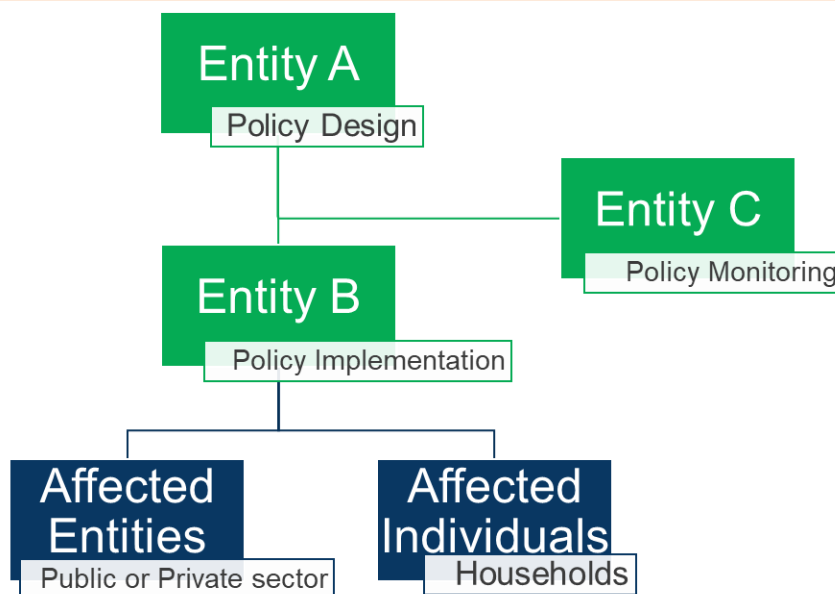 Entity A
Policy Design
Entity C
Policy Monitoring
Entity B
Policy Implementation
Affected
Entities
Public or Private sector
Affected
Individuals
Households